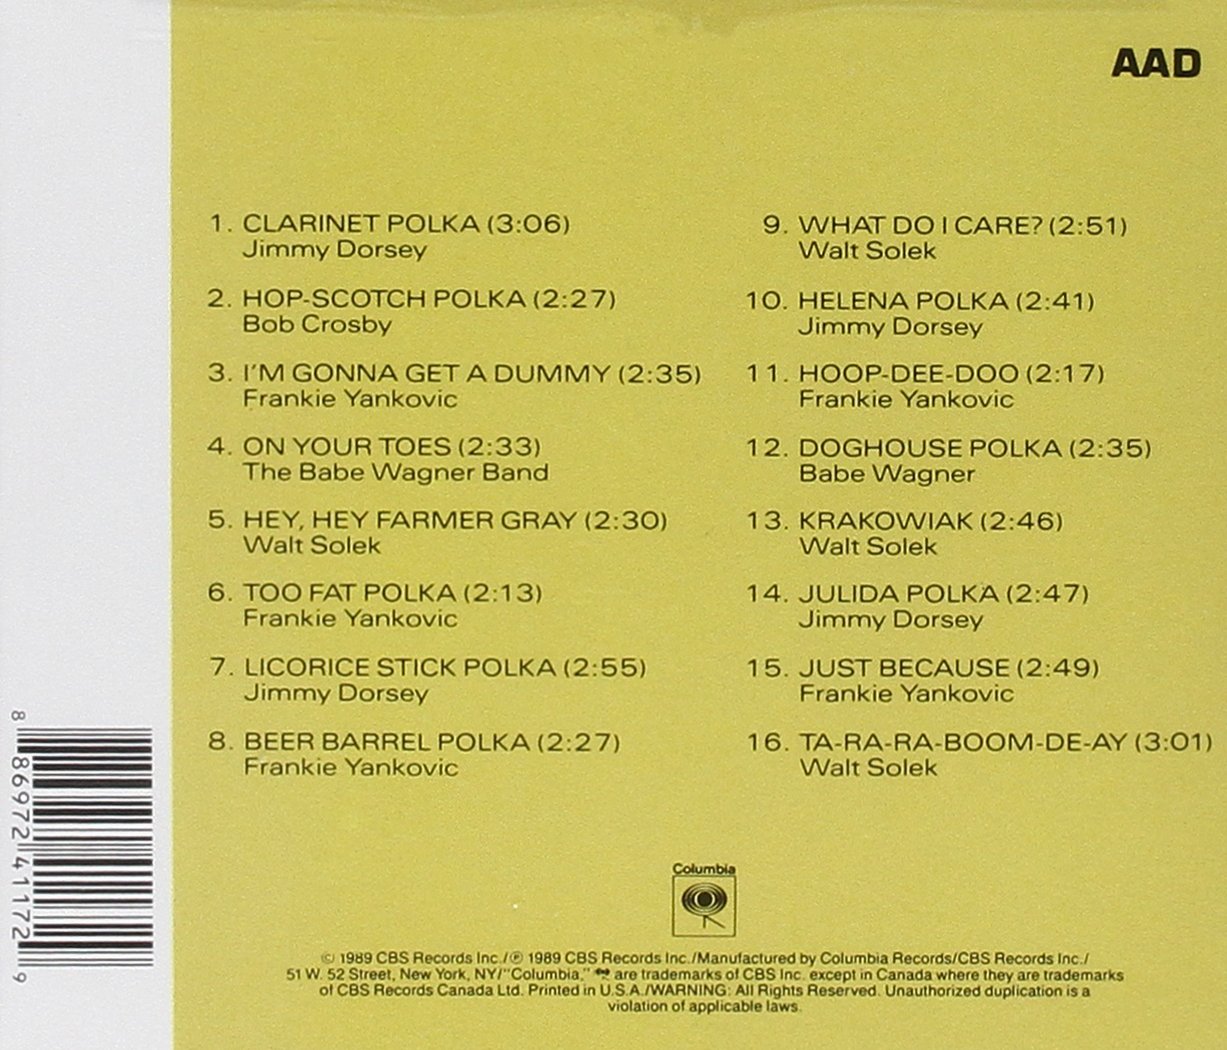 AAD
1. CLARINET POLKA (3:06)
Jimmy Dorsey
2. HOP-SCOTCH POLKA (2:27)
Bob Crosby
3. I'M GONNA GET A DUMMY (2:35)
Frankie Yankovic
4. ON YOUR TOES (2:33)
The Babe Wagner Band
5. HEY, HEY FARMER GRAY (2:30)
Walt Solek
6. TOO FAT POLKA (2:13)
Frankie Yankovic
7. LICORICE STICK POLKA (2:55)
Jimmy Dorsey
8. BEER BARREL POLKA (2:27)
Frankie Yankovic
9. WHAT DO I CARE? (2:51)
Walt Solek
10. HELENA POLKA (2:41)
Jimmy Dorsey
11. HOOP-DEE-DOO (2:17)
Frankie Yankovic
12. DOGHOUSE POLKA (2:35)
Babe Wagner
13. KRAKOWIAK (2:46)
Walt Solek
14. JULIDA POLKA (2:47)
Jimmy Dorsey
15. JUST BECAUSE (2:49)
Frankie Yankovic
16. TA-RA-RA-BOOM-DE-AY (3:01)
Walt Solek
8 86972 41172 9
Columbia
© 1989 CBS Records Inc./℗ 1989 CBS Records Inc./Manufactured by Columbia Records/CBS Records Inc./
51 W. 52 Street, New York, NY/"Columbia," are trademarks of CBS Inc. except in Canada where they are trademarks
of CBS Records Canada Ltd. Printed in U.S.A./WARNING: All Rights Reserved. Unauthorized duplication is a
violation of applicable laws.